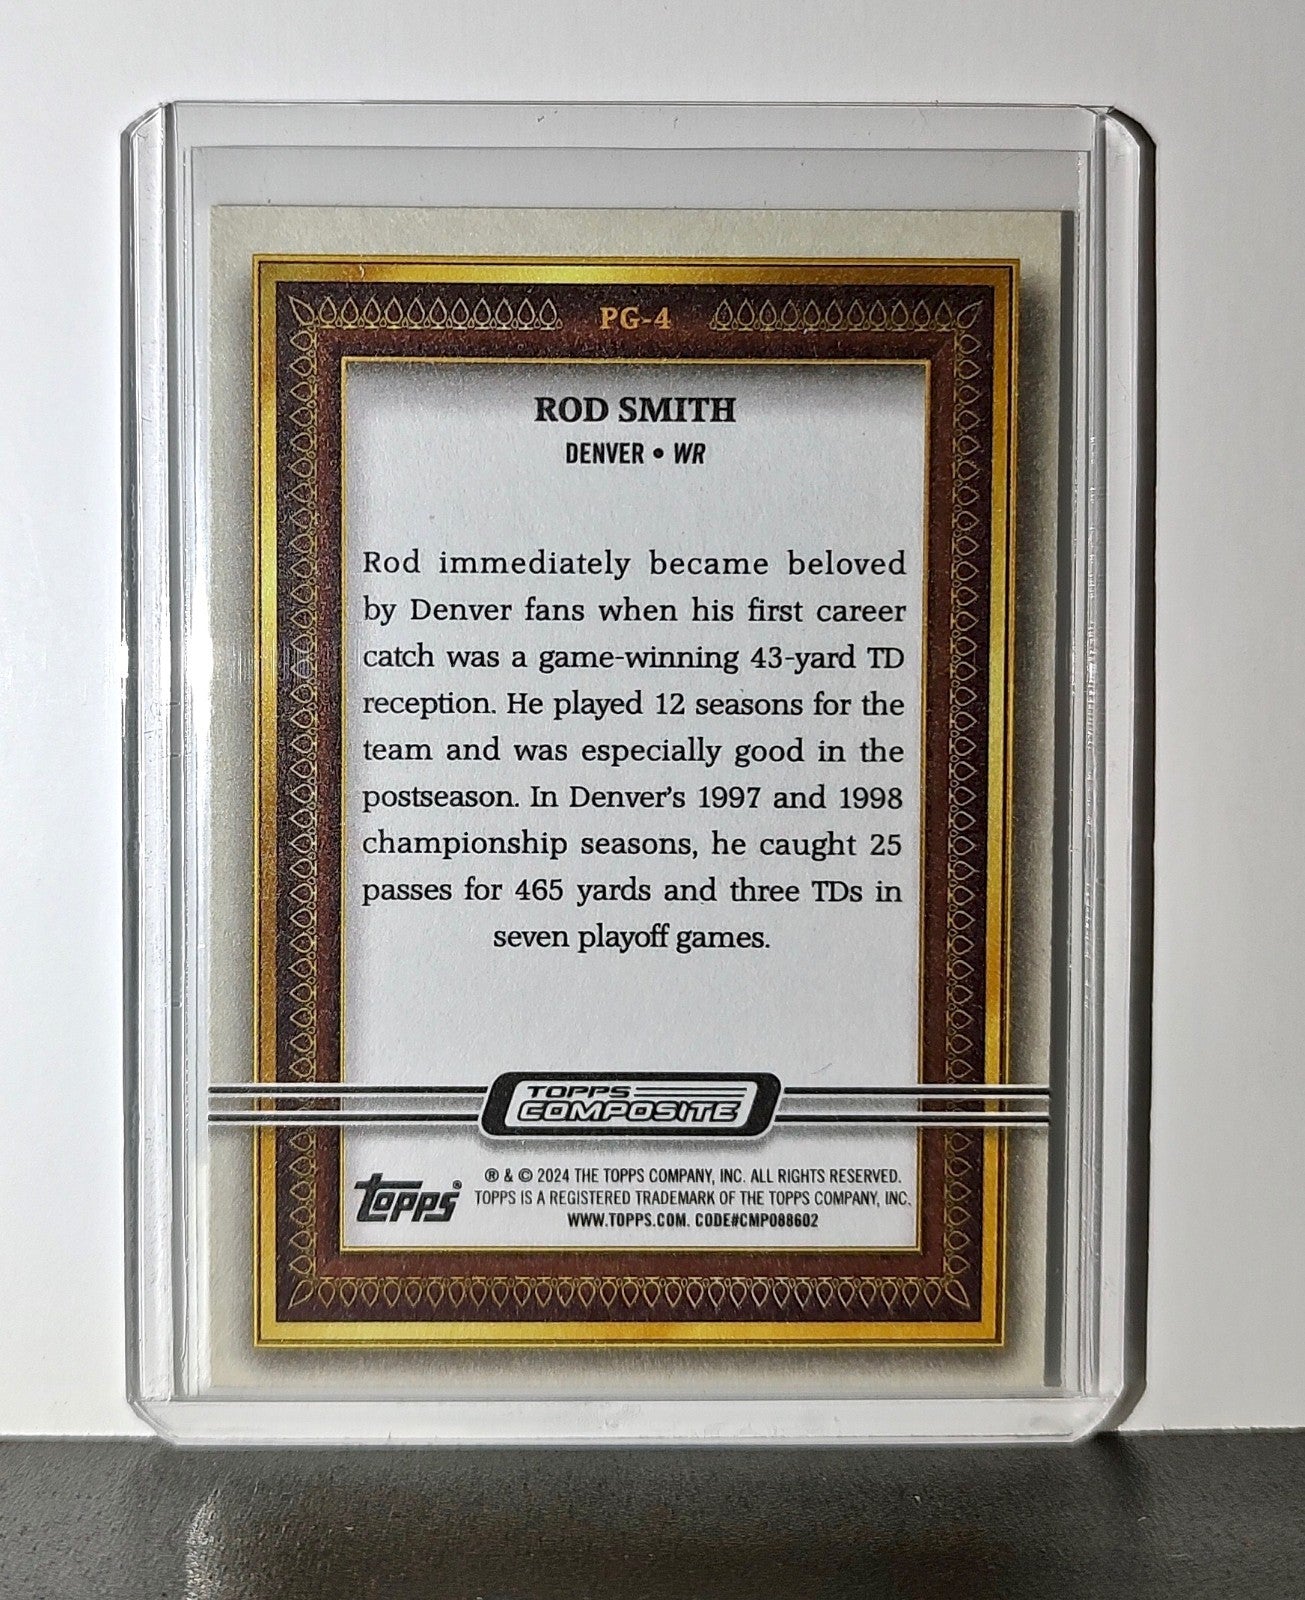 PG-4
ROD SMITH
DENVER • WR
Rod immediately became beloved
by Denver fans when his first career
catch was a game-winning 43-yard TD
reception. He played 12 seasons for the
team and was especially good in the
postseason. In Denver's 1997 and 1998
championship seasons, he caught 25
passes for 465 yards and three TDs in
seven playoff games.
TOPPS
COMPOSITE
topps®
® & © 2024 THE TOPPS COMPANY, INC. ALL RIGHTS RESERVED.
TOPPS IS A REGISTERED TRADEMARK OF THE TOPPS COMPANY, INC.
WWW.TOPPS.COM. CODE#CMP088602